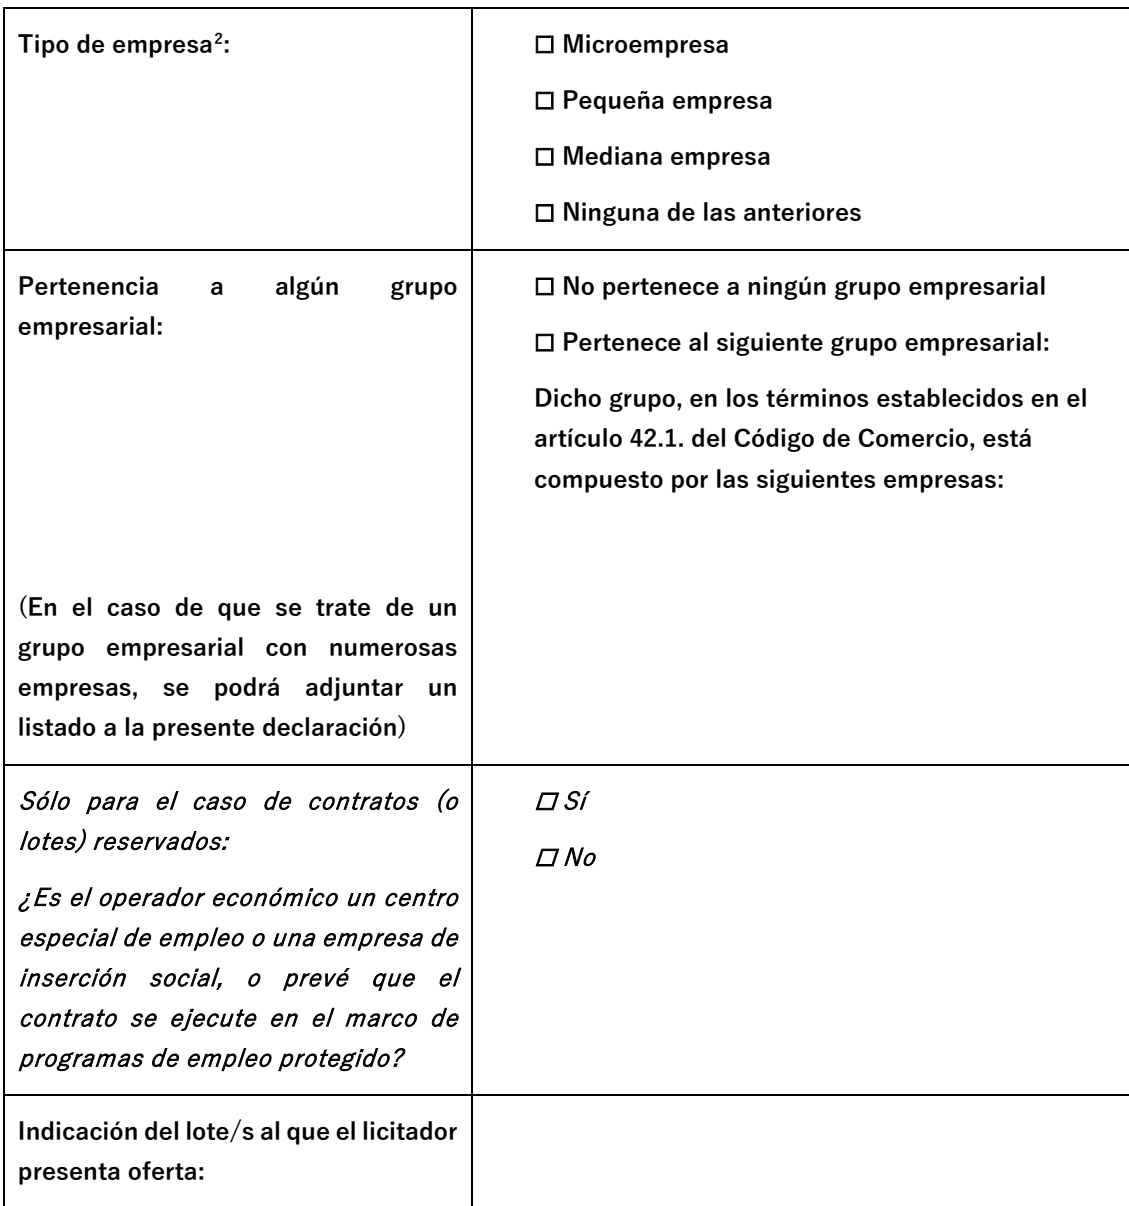 Tipo de empresa²:
☐ Microempresa
☐ Pequeña empresa
☐ Mediana empresa
☐ Ninguna de las anteriores
Pertenencia a algún grupo
empresarial:
(En el caso de que se trate de un
grupo empresarial con numerosas
empresas, se podrá adjuntar un
listado a la presente declaración)
☐ No pertenece a ningún grupo empresarial
☐ Pertenece al siguiente grupo empresarial:
Dicho grupo, en los términos establecidos en el
artículo 42.1. del Código de Comercio, está
compuesto por las siguientes empresas:
Sólo para el caso de contratos (o
lotes) reservados:
¿Es el operador económico un centro
especial de empleo o una empresa de
inserción social, o prevé que el
contrato se ejecute en el marco de
programas de empleo protegido?
☐ Sí
☐ No
Indicación del lote/s al que el licitador
presenta oferta: